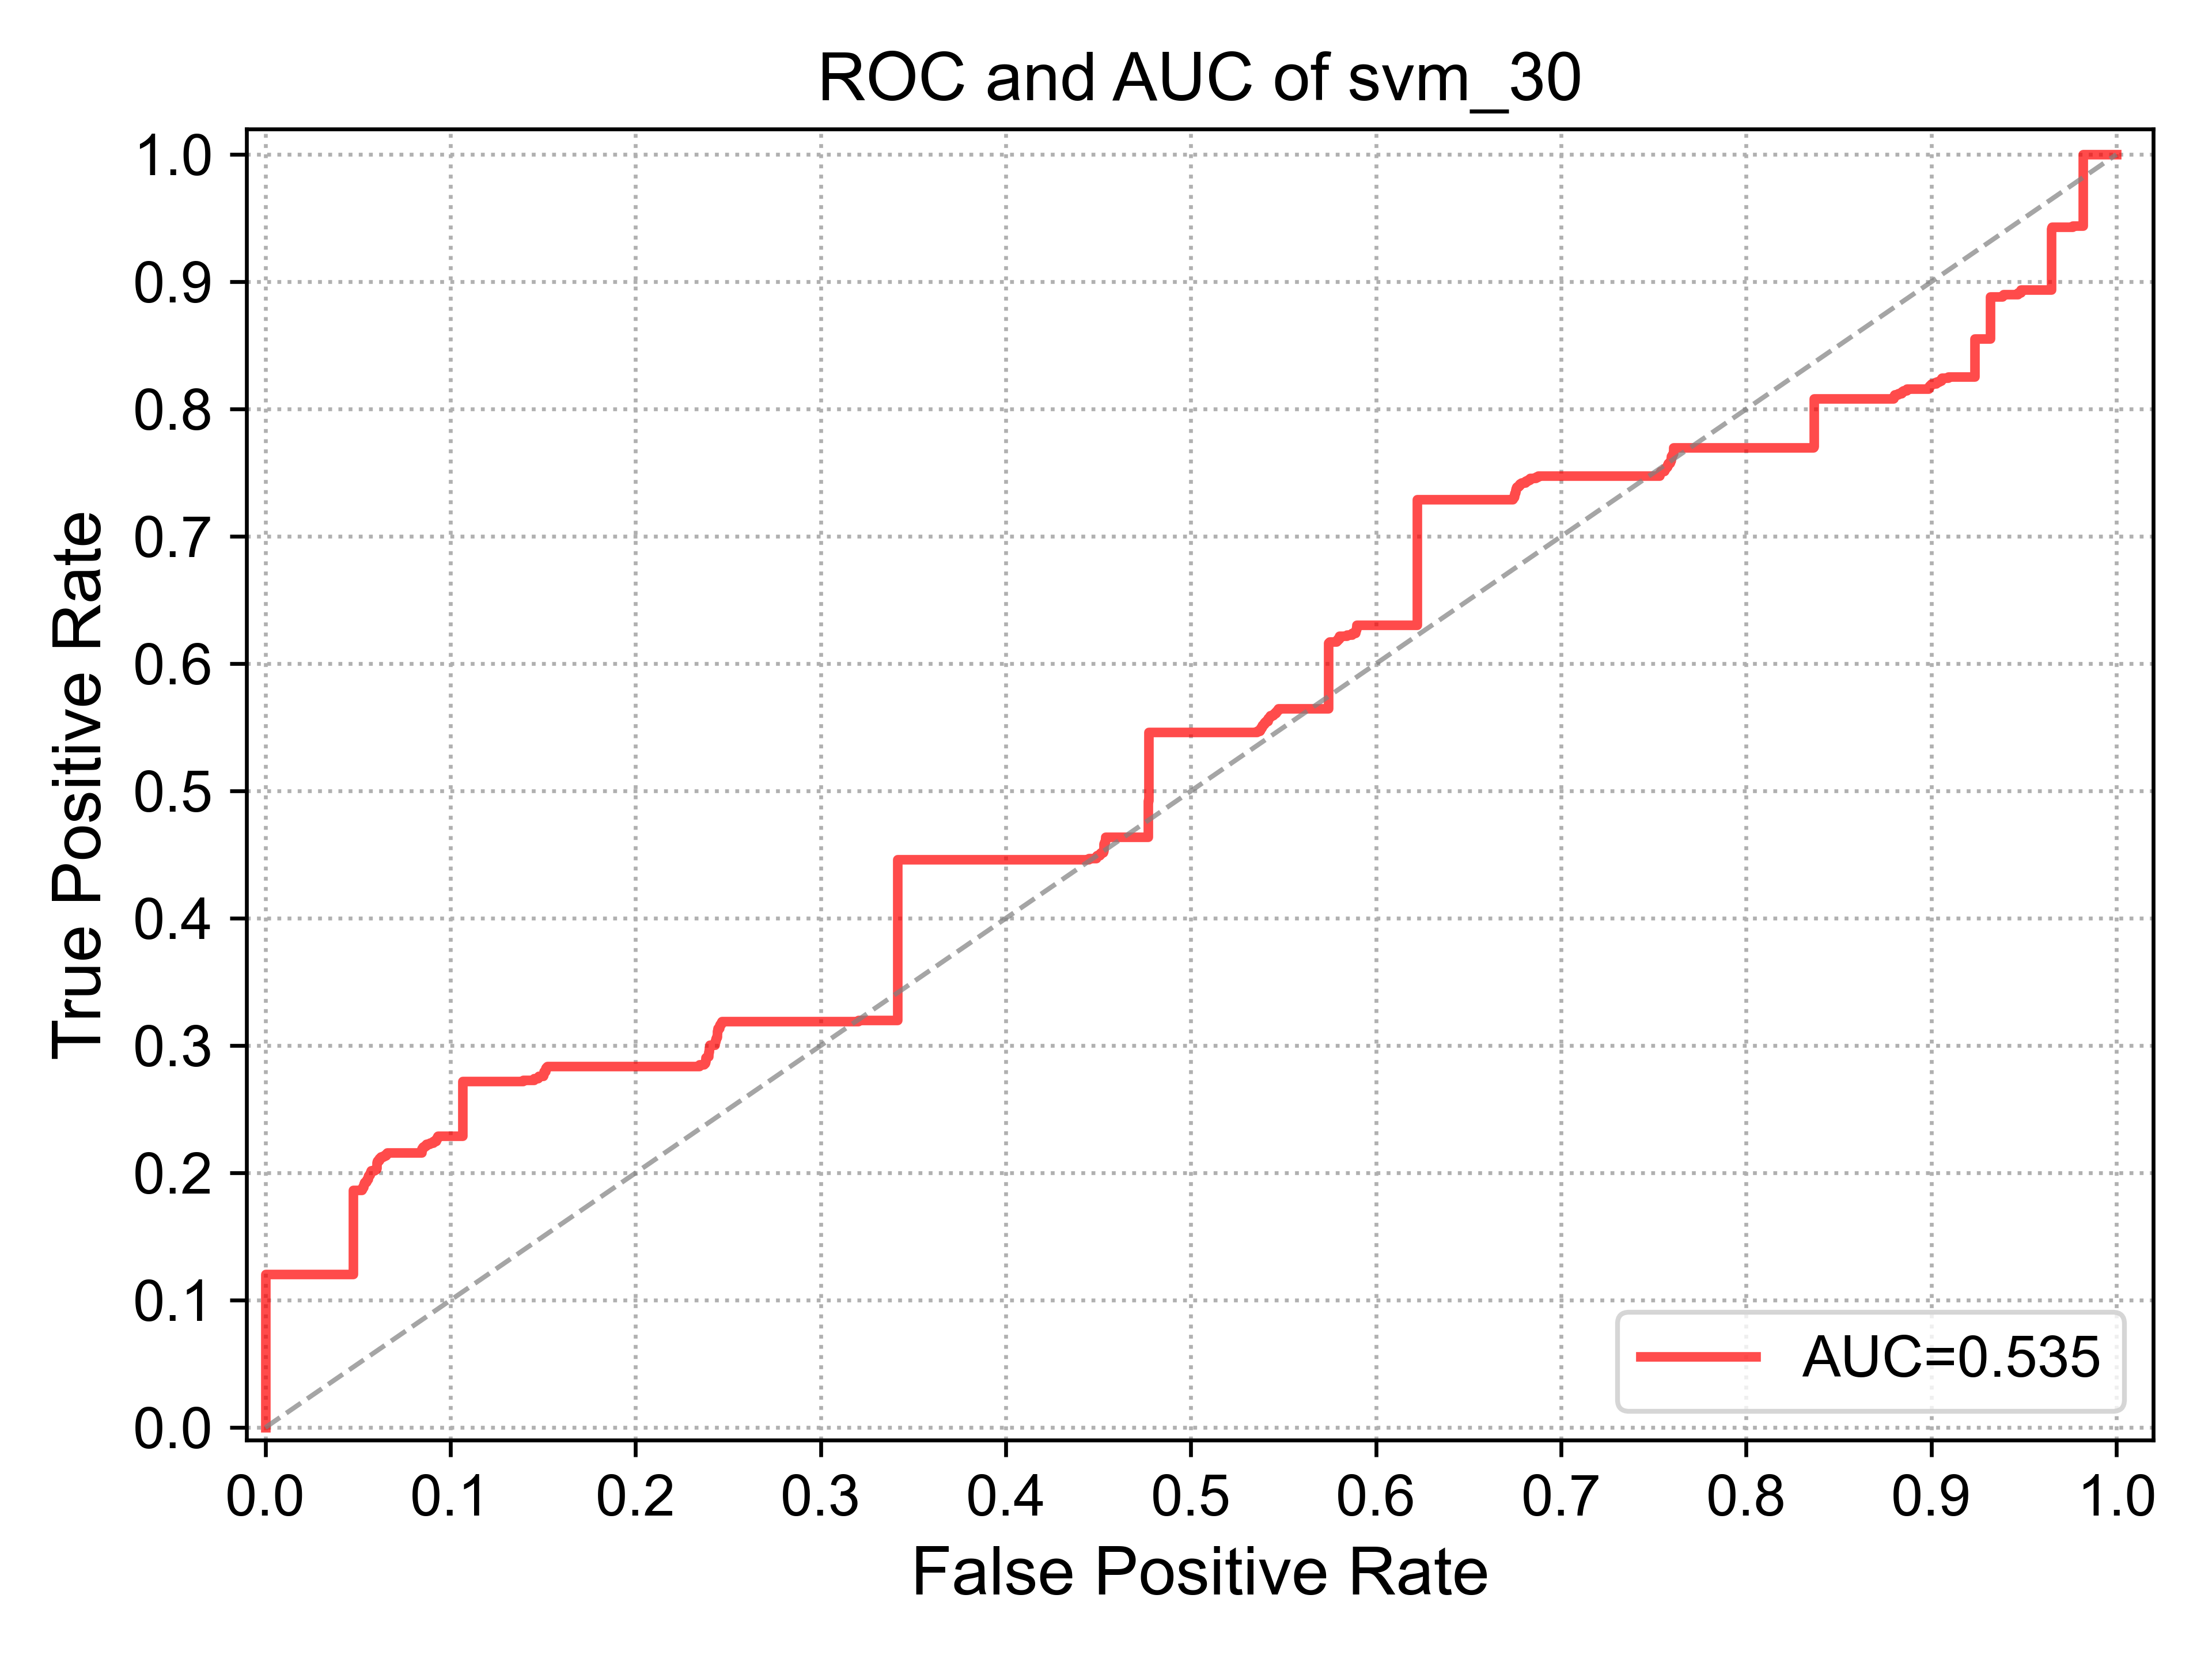 ROC and AUC of svm_30
1.0
0.9
0.8
0.7
0.6
0.5
0.4
0.3
0.2
0.1
0.0
True Positive Rate
AUC=0.535
0.0 0.1 0.2 0.3 0.4 0.5 0.6 0.7 0.8 0.9 1.0
False Positive Rate